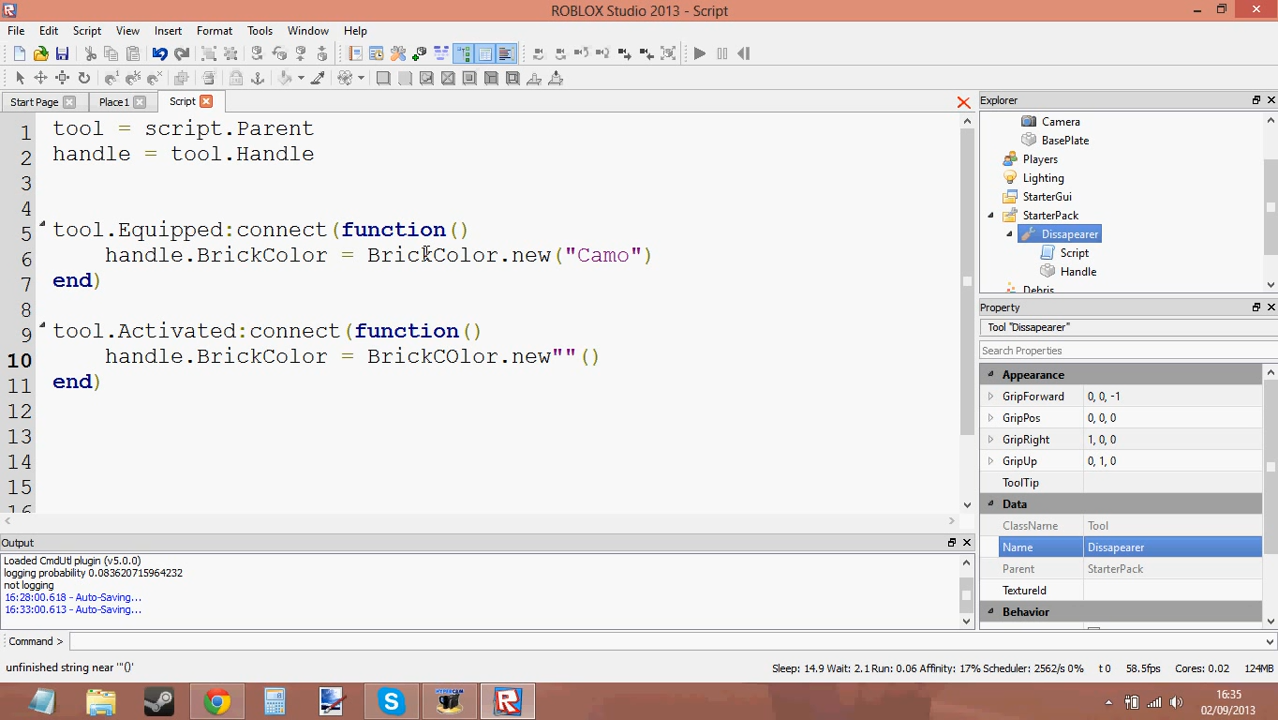 ROBLOX Studio 2013 - Script
File Edit Script View Insert Format Tools Window Help
Start Page Place1 Script
1 tool = script.Parent
2 handle = tool.Handle
3
4
5 tool.Equipped:connect(function()
6 handle.BrickColor = BrickColor.new("Camo")
7 end)
8
9 tool.Activated:connect(function()
10 handle.BrickColor = BrickCOlor.new""()
11 end)
12
13
14
15
16
Explorer
Camera
BasePlate
Players
Lighting
StarterGui
StarterPack
Dissapearer
Script
Handle
Debris
Property
Tool "Dissapearer"
Search Properties
Appearance
GripForward 0, 0, -1
GripPos 0, 0, 0
GripRight 1, 0, 0
GripUp 0, 1, 0
ToolTip
Data
ClassName Tool
Name Dissapearer
Parent StarterPack
TextureId
Behavior
Output
Loaded CmdUtl plugin (v5.0.0)
logging probability 0.083620715964232
not logging
16:28:00.618 - Auto-Saving...
16:33:00.613 - Auto-Saving...
Command >
unfinished string near '"()'
Sleep: 14.9 Wait: 2.1 Run: 0.06 Affinity: 17% Scheduler: 2562/s 0% t 0 58.5fps Cores: 0.02 124MB
16:35
02/09/2013